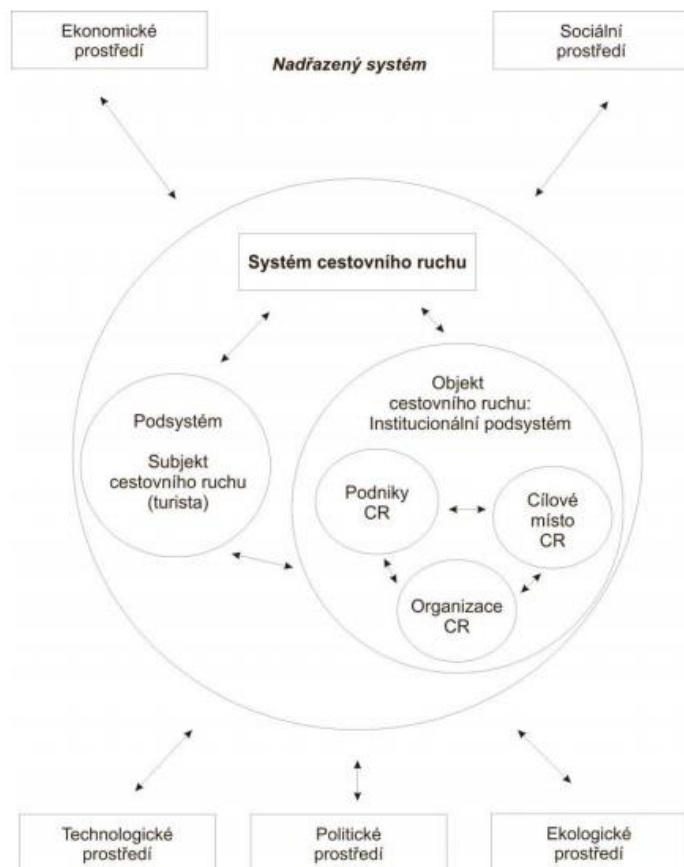 Ekonomické
prostředí
Nadřazený systém
Sociální
prostředí
Systém cestovního ruchu
Podsystém
Subjekt
cestovního ruchu
(turista)
Objekt
cestovního ruchu:
Institucionální podsystém
Podniky
CR
Cílové
místo
CR
Organizace
CR
Technologické
prostředí
Politické
prostředí
Ekologické
prostředí